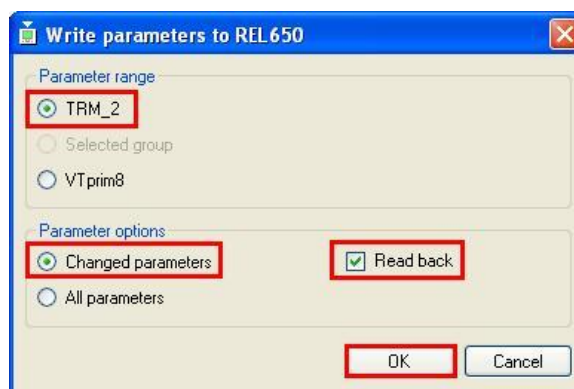 Write parameters to REL650
Parameter range
TRM_2
Selected group
VTprim8
Parameter options
Changed parameters
Read back
All parameters
OK
Cancel